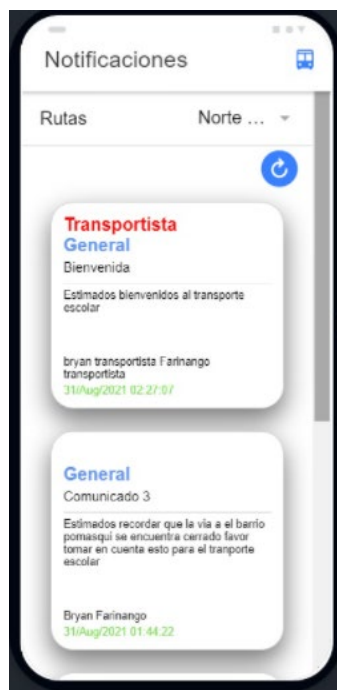 Notificaciones
Rutas Norte ...
Transportista
General
Bienvenida
Estimados bienvenidos al transporte
escolar
bryan transportista Farinango
transportista
31/Aug/2021 02:27:07
General
Comunicado 3
Estimados recordar que la via a el barrio
pomasqui se encuentra cerrado favor
tomar en cuenta esto para el tranporte
escolar
Bryan Farinango
31/Aug/2021 01:44:22